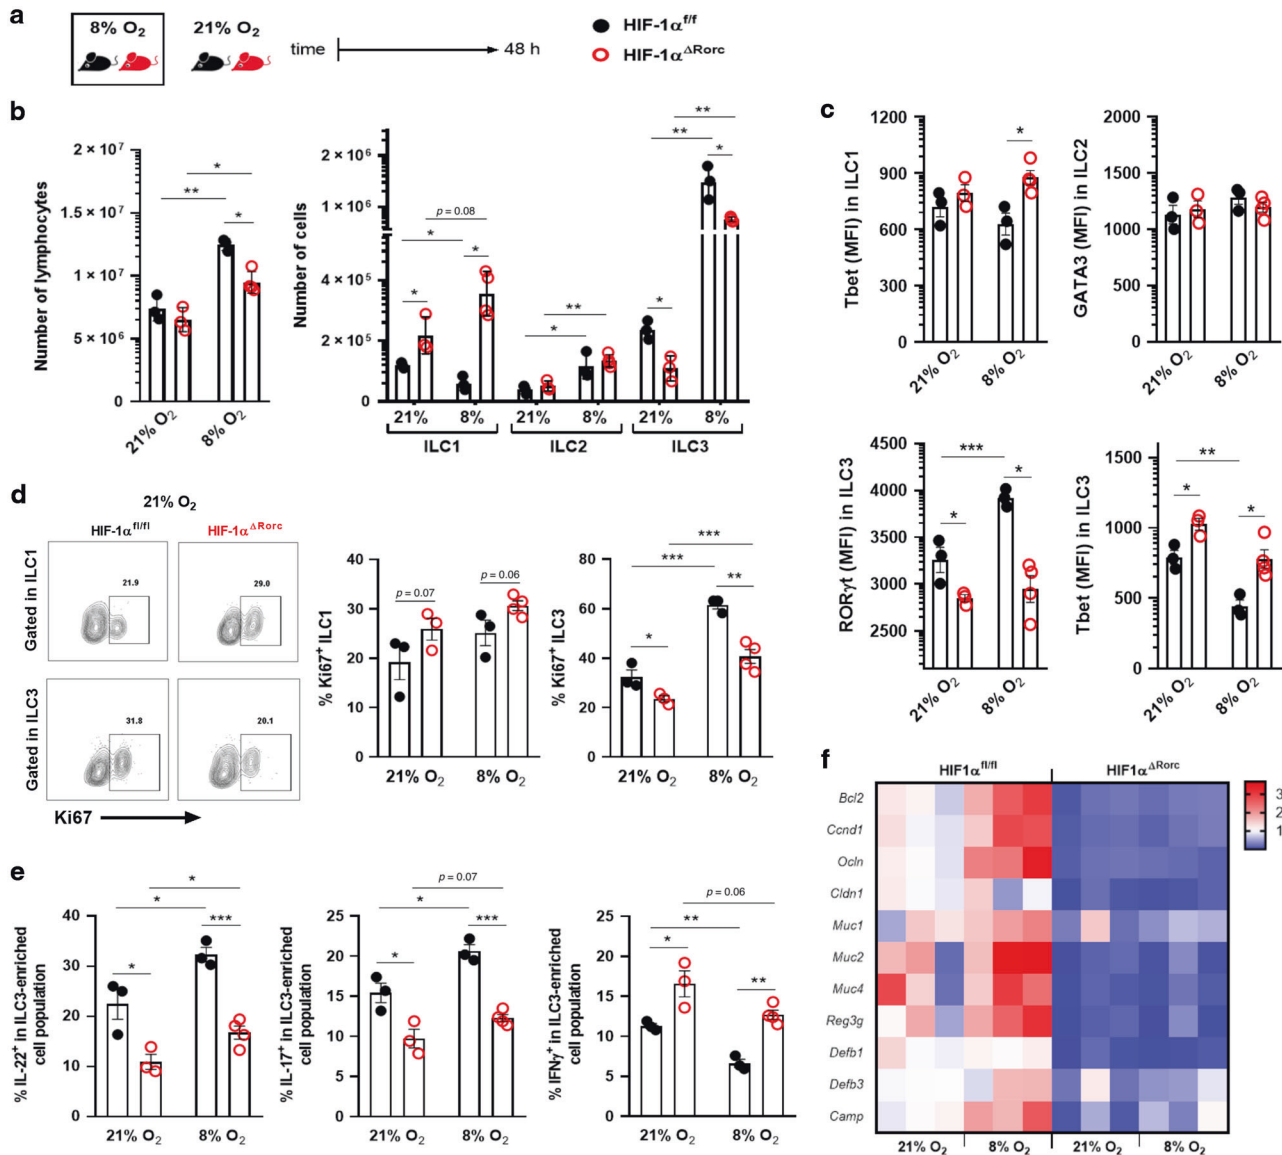 a
8% O2
21% O2
time
48 h
HIF-1αf/f
HIF-1αΔRorc
b
Number of lymphocytes
2 × 10^7
1.5 × 10^7
1 × 10^7
5 × 10^6
0
*
**
*
21% O2
8% O2
Number of cells
2 × 10^6
1 × 10^6
4 × 10^5
2 × 10^5
0
**
**
*
p = 0.08
*
*
*
**
*
*
21%
8%
21%
8%
21%
8%
ILC1
ILC2
ILC3
c
Tbet (MFI) in ILC1
1200
900
600
300
0
*
21% O2
8% O2
GATA3 (MFI) in ILC2
2000
1500
1000
500
0
21% O2
8% O2
RORγt (MFI) in ILC3
4500
4000
3500
3000
2500
***
*
*
21% O2
8% O2
Tbet (MFI) in ILC3
1500
1000
500
0
**
*
*
21% O2
8% O2
d
21% O2
HIF-1αfl/fl
HIF-1αΔRorc
Gated in ILC1
21.9
29.0
Gated in ILC3
31.8
20.1
Ki67
% Ki67+ ILC1
40
30
20
10
0
p = 0.07
p = 0.06
21% O2
8% O2
% Ki67+ ILC3
80
60
40
20
0
***
***
**
*
21% O2
8% O2
e
% IL-22+ in ILC3-enriched
cell population
40
30
20
10
0
*
*
***
*
21% O2
8% O2
% IL-17+ in ILC3-enriched
cell population
25
20
15
10
5
0
p = 0.07
*
***
*
21% O2
8% O2
% IFNγ+ in ILC3-enriched
cell population
25
20
15
10
5
0
p = 0.06
**
*
**
21% O2
8% O2
f
HIF1αfl/fl
HIF1αΔRorc
Bcl2
Ccnd1
Ocln
Cldn1
Muc1
Muc2
Muc4
Reg3g
Defb1
Defb3
Camp
21% O2
8% O2
21% O2
8% O2
3
2
1